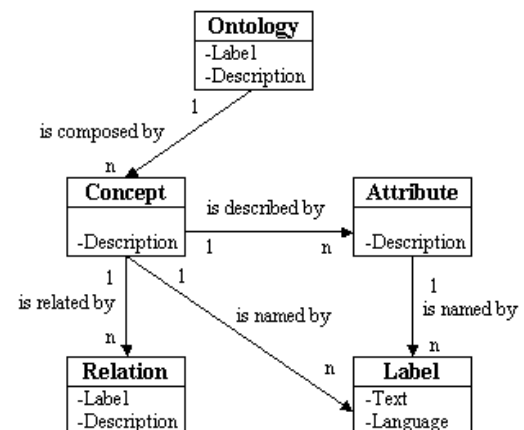 Ontology
-Label
-Description
1
is composed by
n
Concept
-Description
is described by
1
n
Attribute
-Description
1
is related by
n
1
is named by
n
1
is named by
n
Relation
-Label
-Description
Label
-Text
-Language